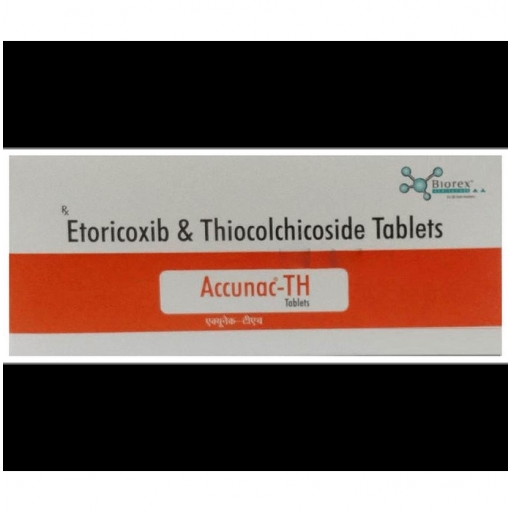 Biorex
Rx
Etoricoxib & Thiocolchicoside Tablets
Accunac®-TH
Tablets
एक्यूनेक-टीएच